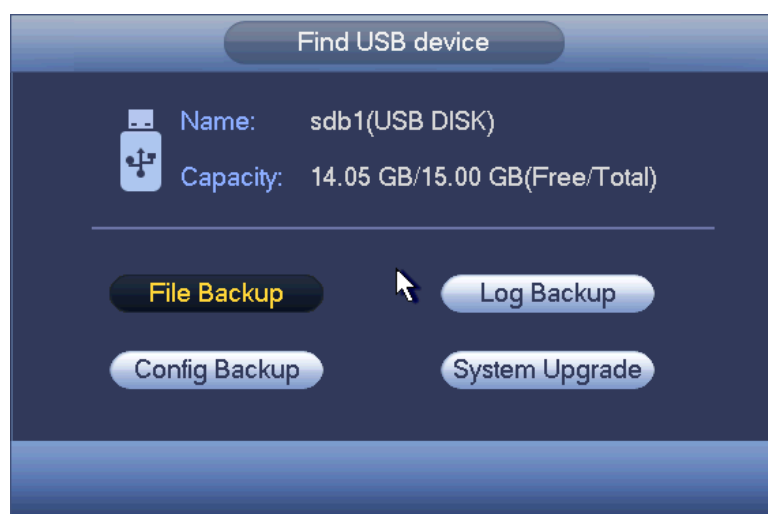 Find USB device
Name: sdb1(USB DISK)
Capacity: 14.05 GB/15.00 GB(Free/Total)
File Backup Log Backup
Config Backup System Upgrade